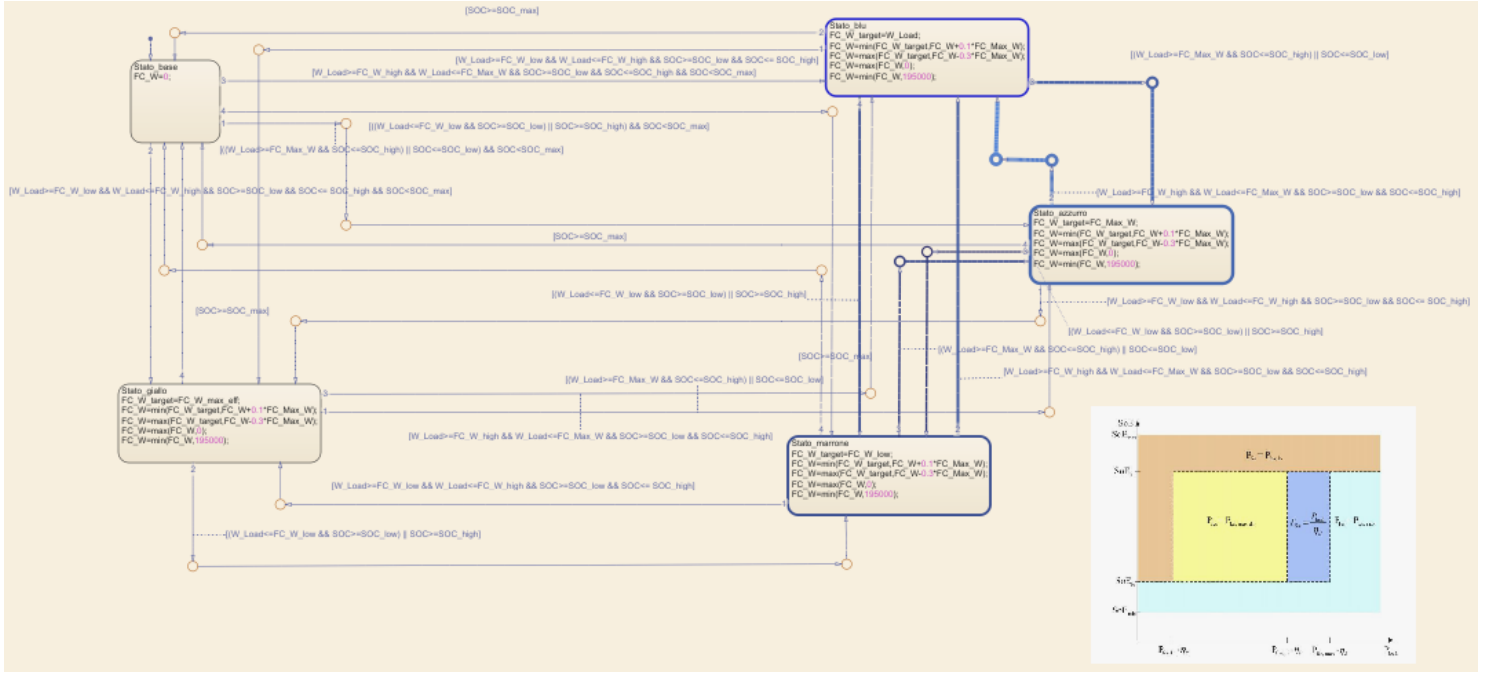 [SOC>=SOC_max]
Stato_blu
FC_W_target=W_Load;
FC_W=min(FC_W_target,FC_W+0.1*FC_Max_W);
FC_W=max(FC_W_target,FC_W-0.3*FC_Max_W);
FC_W=max(FC_W,0);
FC_W=min(FC_W,195000);
2
1
[(W_Load>=FC_Max_W && SOC<=SOC_high) || SOC<=SOC_low]
[W_Load>=FC_W_low && W_Load<=FC_W_high && SOC>=SOC_low && SOC<= SOC_high]
Stato_base
FC_W=0;
3
[W_Load>=FC_W_high && W_Load<=FC_Max_W && SOC>=SOC_low && SOC<=SOC_high && SOC<SOC_max]
4
1
[((W_Load<=FC_W_low && SOC>=SOC_low) || SOC>=SOC_high) && SOC<SOC_max]
[((W_Load>=FC_Max_W && SOC<=SOC_high) || SOC<=SOC_low) && SOC<SOC_max]
2
[W_Load>=FC_W_low && W_Load<=FC_W_high && SOC>=SOC_low && SOC<= SOC_high && SOC<SOC_max]
[W_Load>=FC_W_high && W_Load<=FC_Max_W && SOC>=SOC_low && SOC<=SOC_high]
Stato_azzurro
FC_W_target=FC_Max_W;
FC_W=min(FC_W_target,FC_W+0.1*FC_Max_W);
FC_W=max(FC_W_target,FC_W-0.3*FC_Max_W);
FC_W=max(FC_W,0);
FC_W=min(FC_W,195000);
[SOC>=SOC_max]
[(W_Load<=FC_W_low && SOC>=SOC_low) || SOC>=SOC_high]
[W_Load>=FC_W_low && W_Load<=FC_W_high && SOC>=SOC_low && SOC<= SOC_high]
[SOC>=SOC_max]
[(W_Load<=FC_W_low && SOC>=SOC_low) || SOC>=SOC_high]
[(W_Load>=FC_Max_W && SOC<=SOC_high) || SOC<=SOC_low]
[SOC>=SOC_max]
[W_Load>=FC_W_high && W_Load<=FC_Max_W && SOC>=SOC_low && SOC<=SOC_high]
[(W_Load>=FC_Max_W && SOC<=SOC_high) || SOC<=SOC_low]
4
Stato_giallo
FC_W_target=FC_W_max_eff;
FC_W=min(FC_W_target,FC_W+0.1*FC_Max_W);
FC_W=max(FC_W_target,FC_W-0.3*FC_Max_W);
FC_W=max(FC_W,0);
FC_W=min(FC_W,195000);
3
1
2
[W_Load>=FC_W_high && W_Load<=FC_Max_W && SOC>=SOC_low && SOC<=SOC_high]
4
Stato_marrone
FC_W_target=FC_W_low;
FC_W=min(FC_W_target,FC_W+0.1*FC_Max_W);
FC_W=max(FC_W_target,FC_W-0.3*FC_Max_W);
FC_W=max(FC_W,0);
FC_W=min(FC_W,195000);
1
[W_Load>=FC_W_low && W_Load<=FC_W_high && SOC>=SOC_low && SOC<= SOC_high]
[(W_Load<=FC_W_low && SOC>=SOC_low) || SOC>=SOC_high]